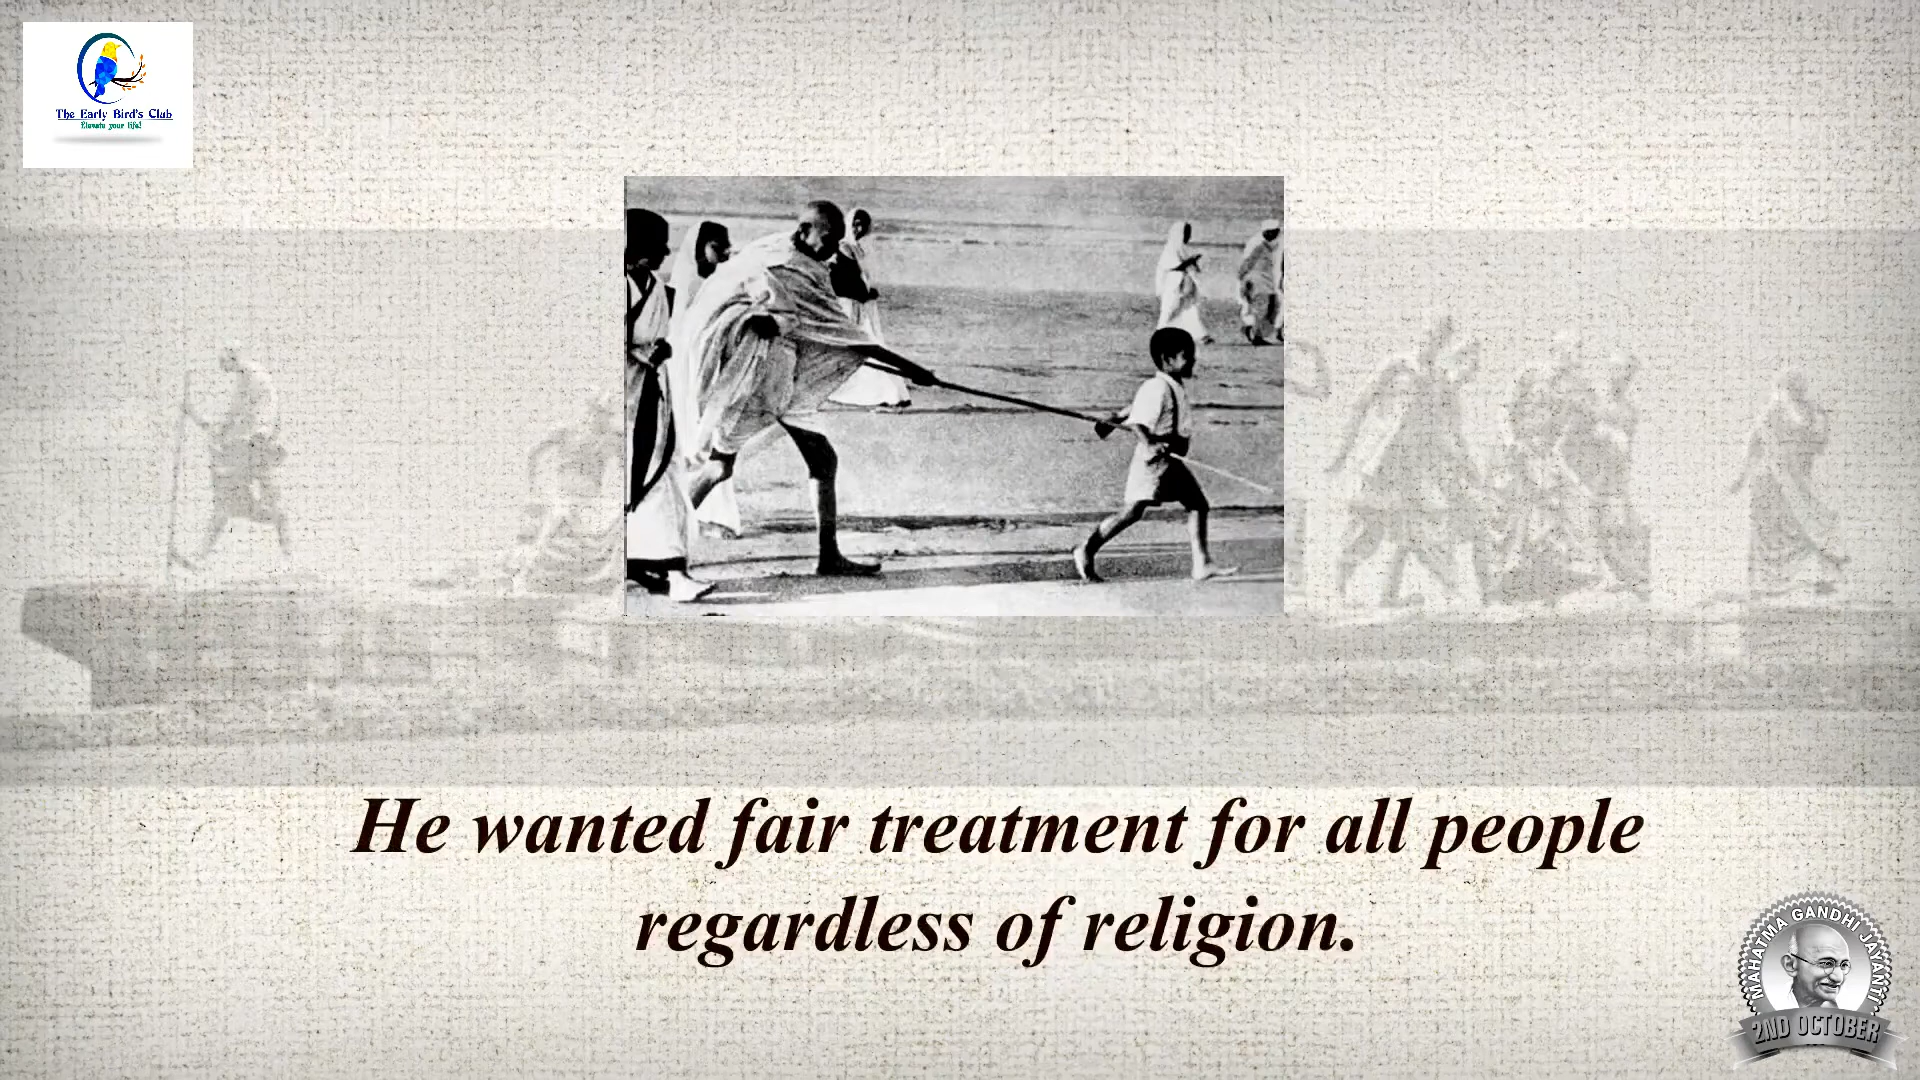 The Early Bird's Club
Elevate your life!
He wanted fair treatment for all people
regardless of religion.
MAHATMA GANDHI JAYANTI
2ND OCTOBER